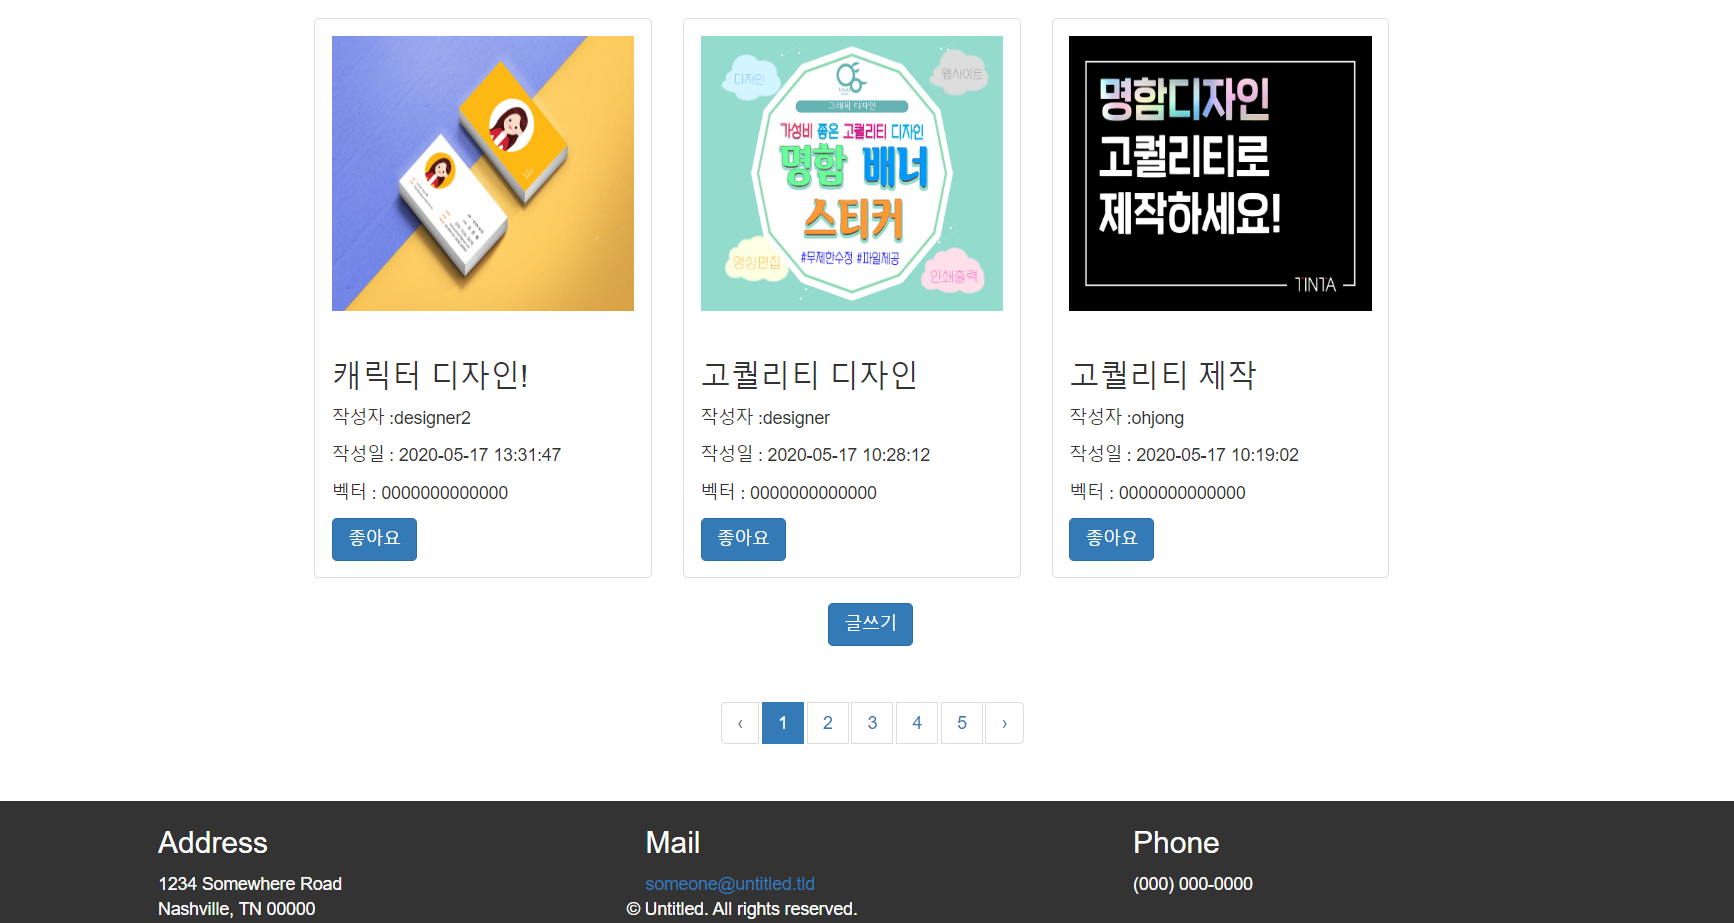 디자인
웹사이트
그래픽 디자인
가성비 좋은 고퀄리티 디자인
명함 배너
스티커
#무제한수정 #파일제공
영상편집
인쇄출력
명함디자인
고퀄리티로
제작하세요!
TINTA
캐릭터 디자인!
작성자 :designer2
작성일 : 2020-05-17 13:31:47
벡터 : 0000000000000
좋아요
고퀄리티 디자인
작성자 :designer
작성일 : 2020-05-17 10:28:12
벡터 : 0000000000000
좋아요
고퀄리티 제작
작성자 :ohjong
작성일 : 2020-05-17 10:19:02
벡터 : 0000000000000
좋아요
글쓰기
‹ 1 2 3 4 5 ›
Address
1234 Somewhere Road
Nashville, TN 00000
Mail
someone@untitled.tld
© Untitled. All rights reserved.
Phone
(000) 000-0000